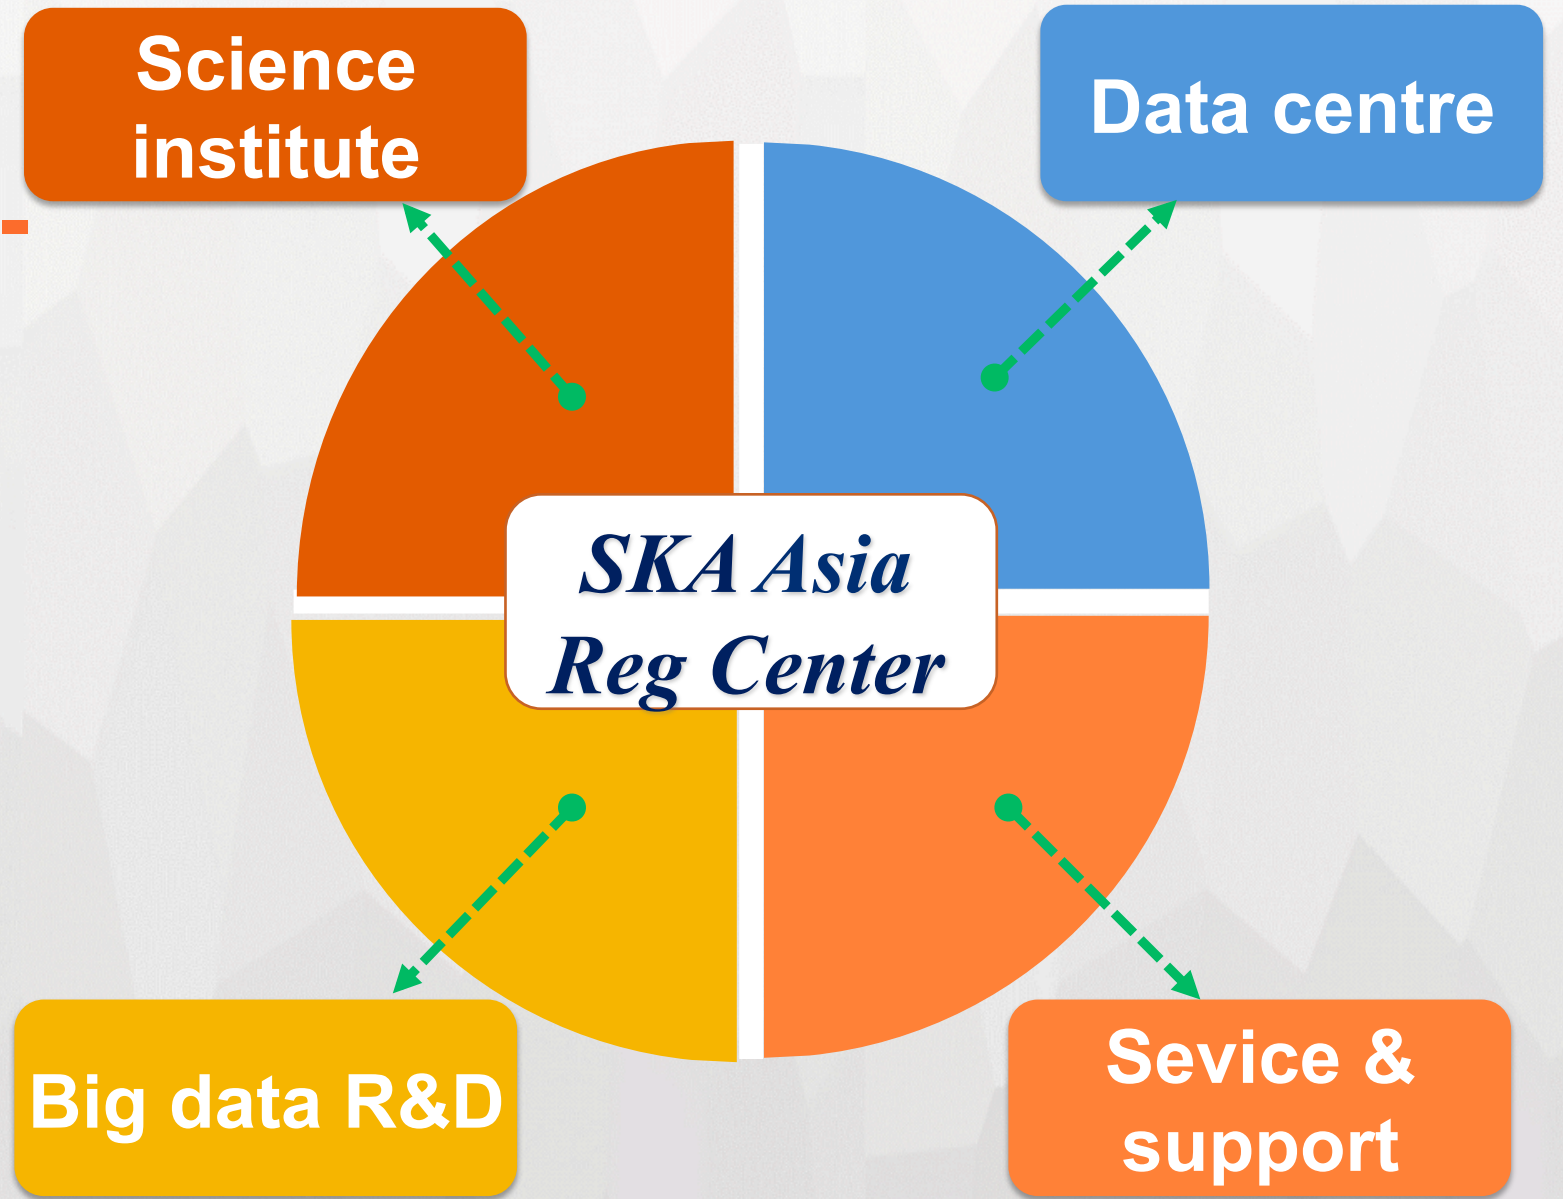 Science
institute
Data centre
SKA Asia
Reg Center
Big data R&D
Sevice &
support